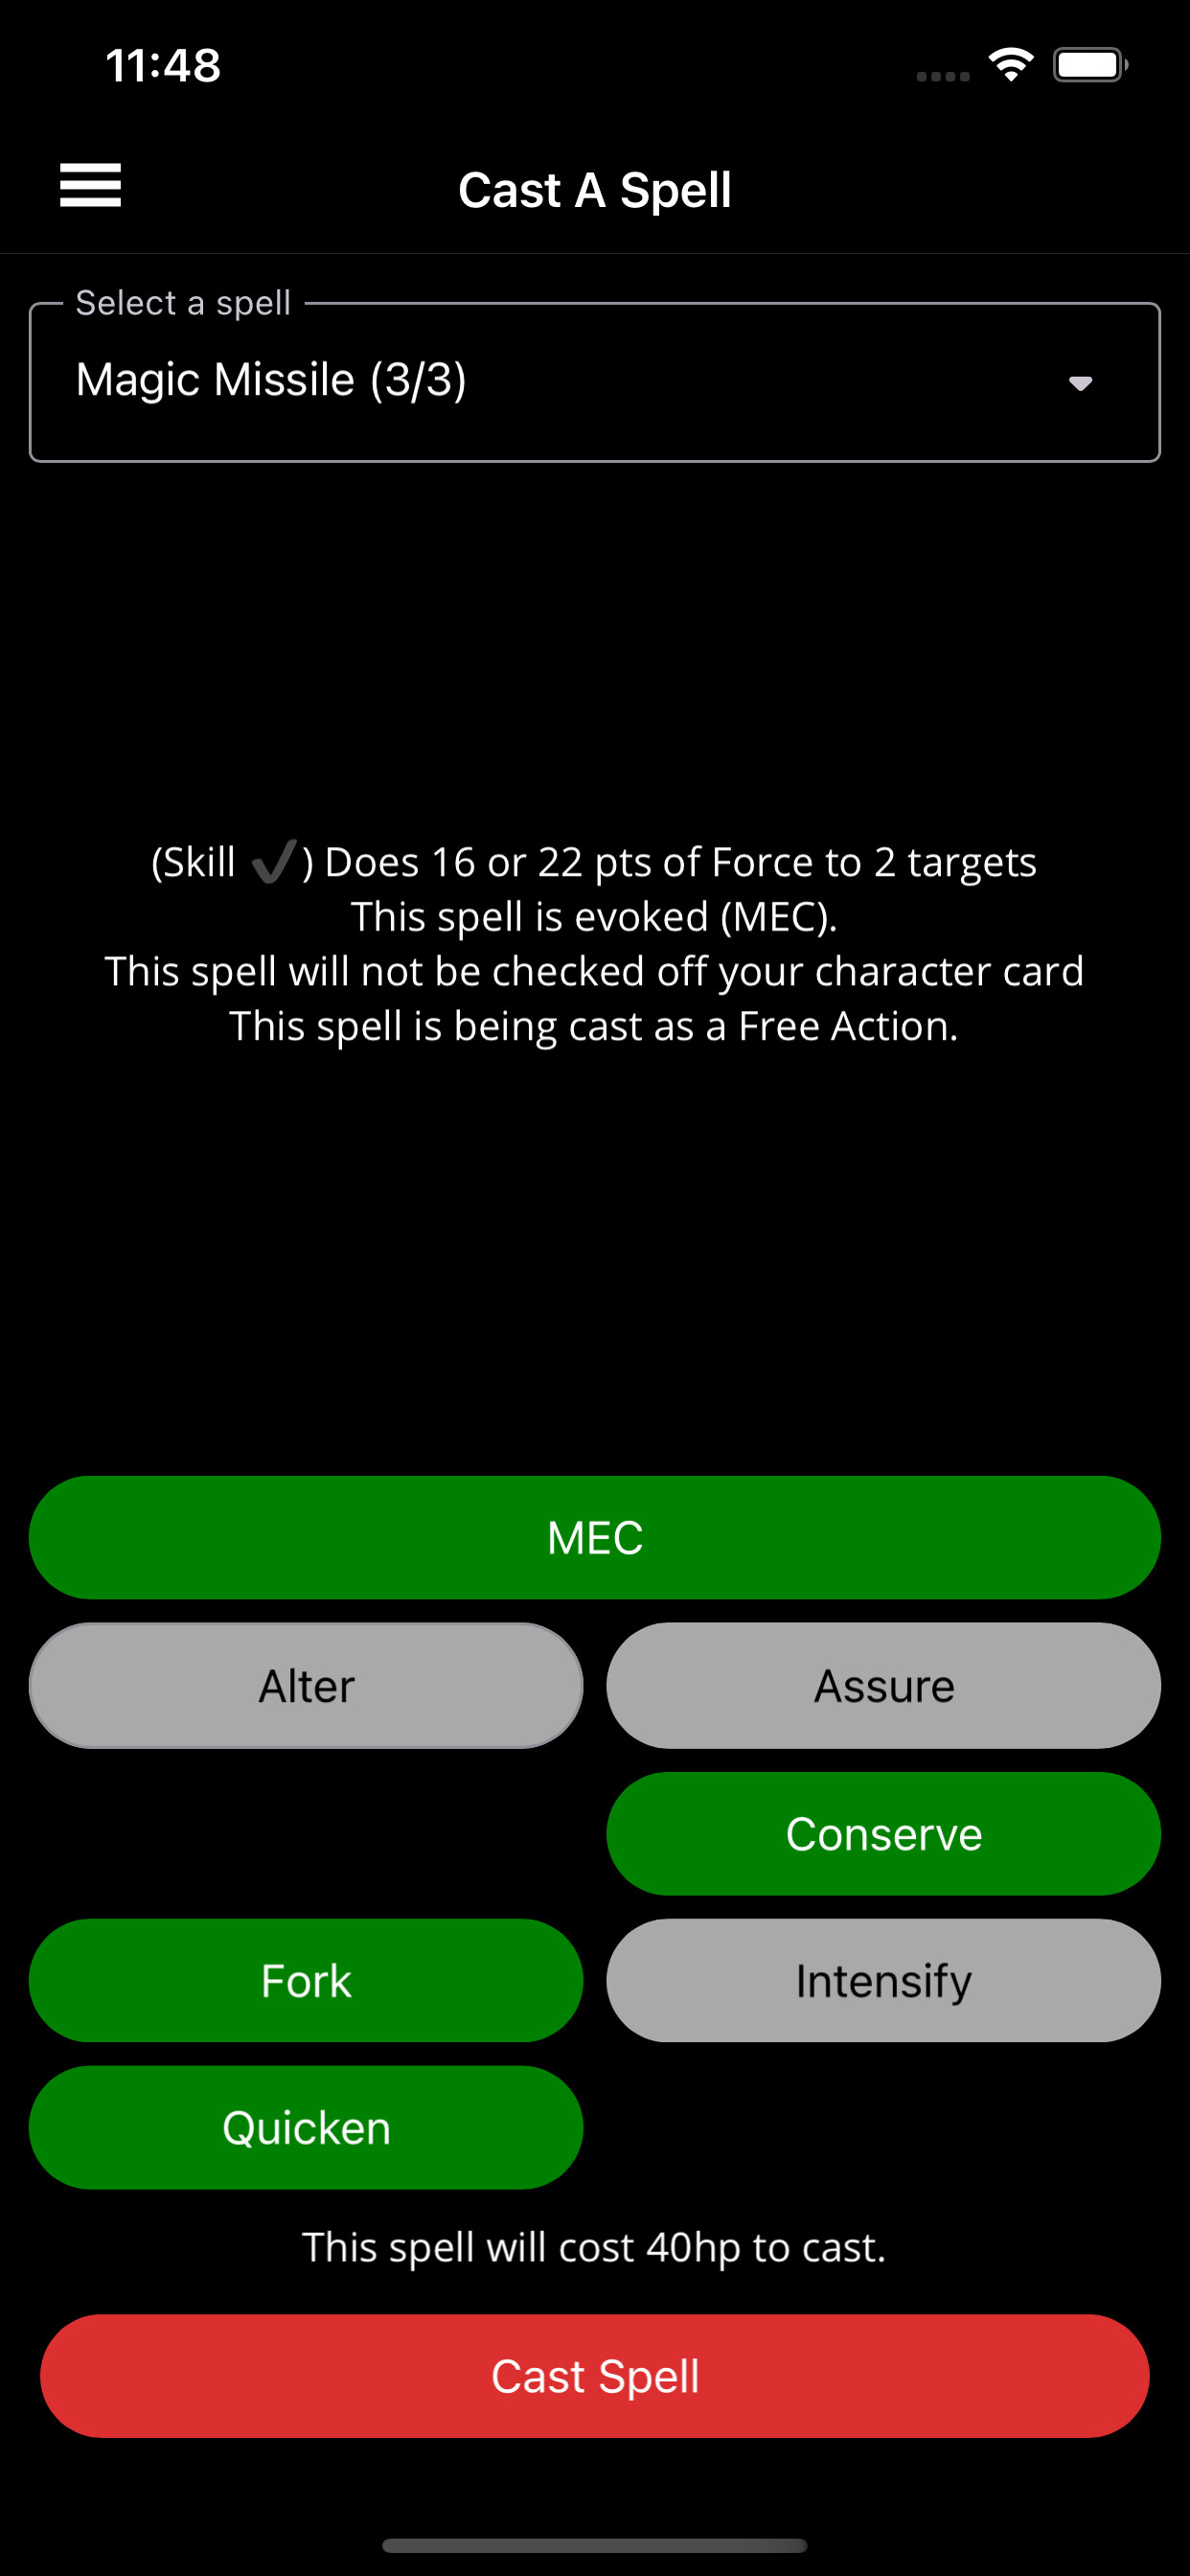 11:48
Cast A Spell
Select a spell
Magic Missile (3/3)
(Skill ✔) Does 16 or 22 pts of Force to 2 targets
This spell is evoked (MEC).
This spell will not be checked off your character card
This spell is being cast as a Free Action.
MEC
Alter
Assure
Conserve
Fork
Intensify
Quicken
This spell will cost 40hp to cast.
Cast Spell